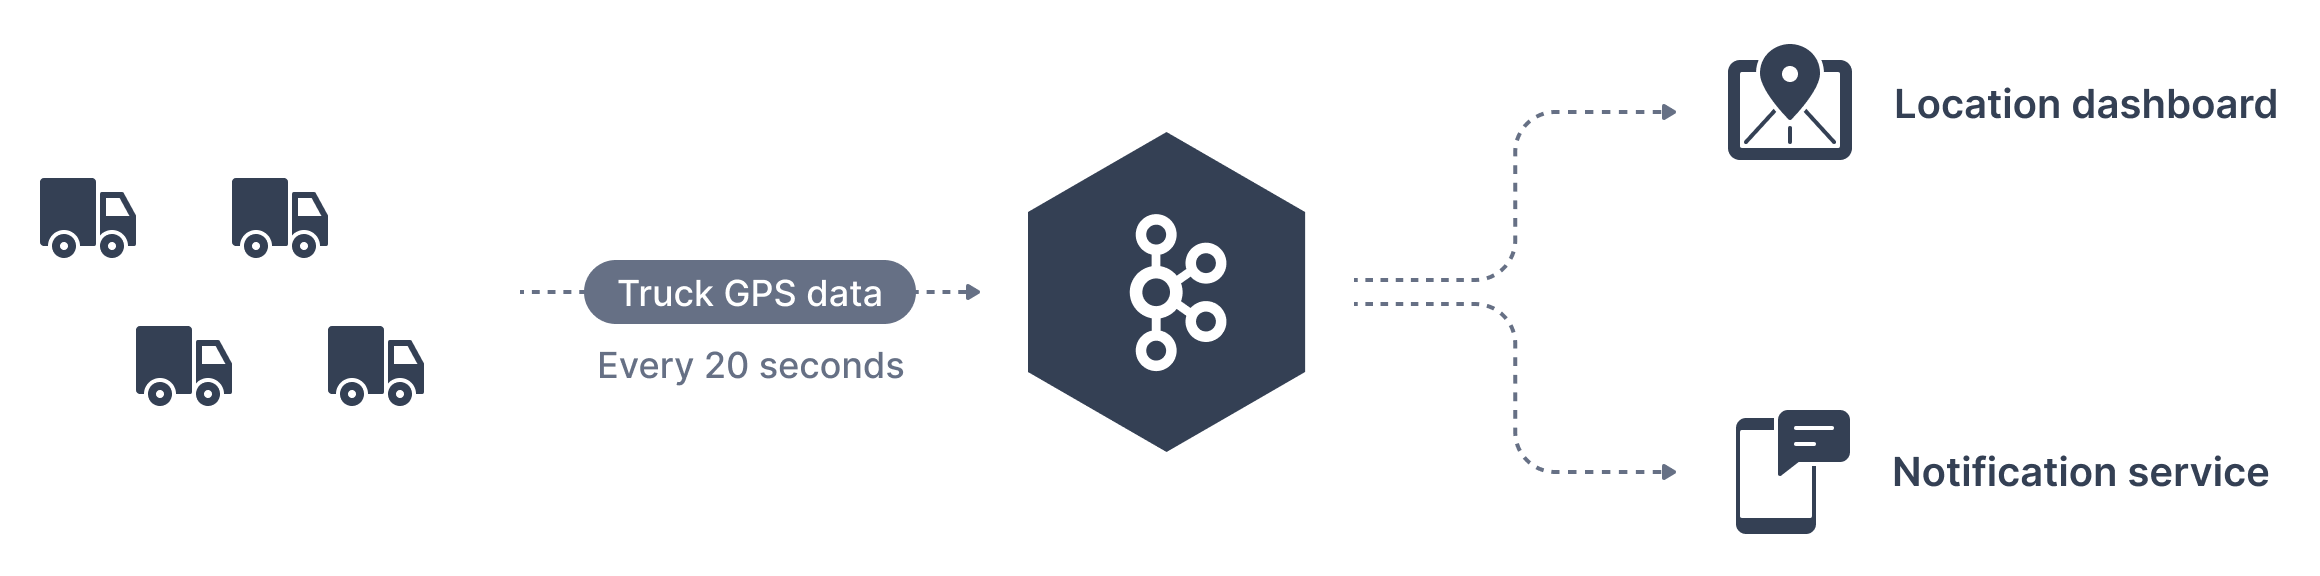 Truck GPS data
Every 20 seconds
Location dashboard
Notification service